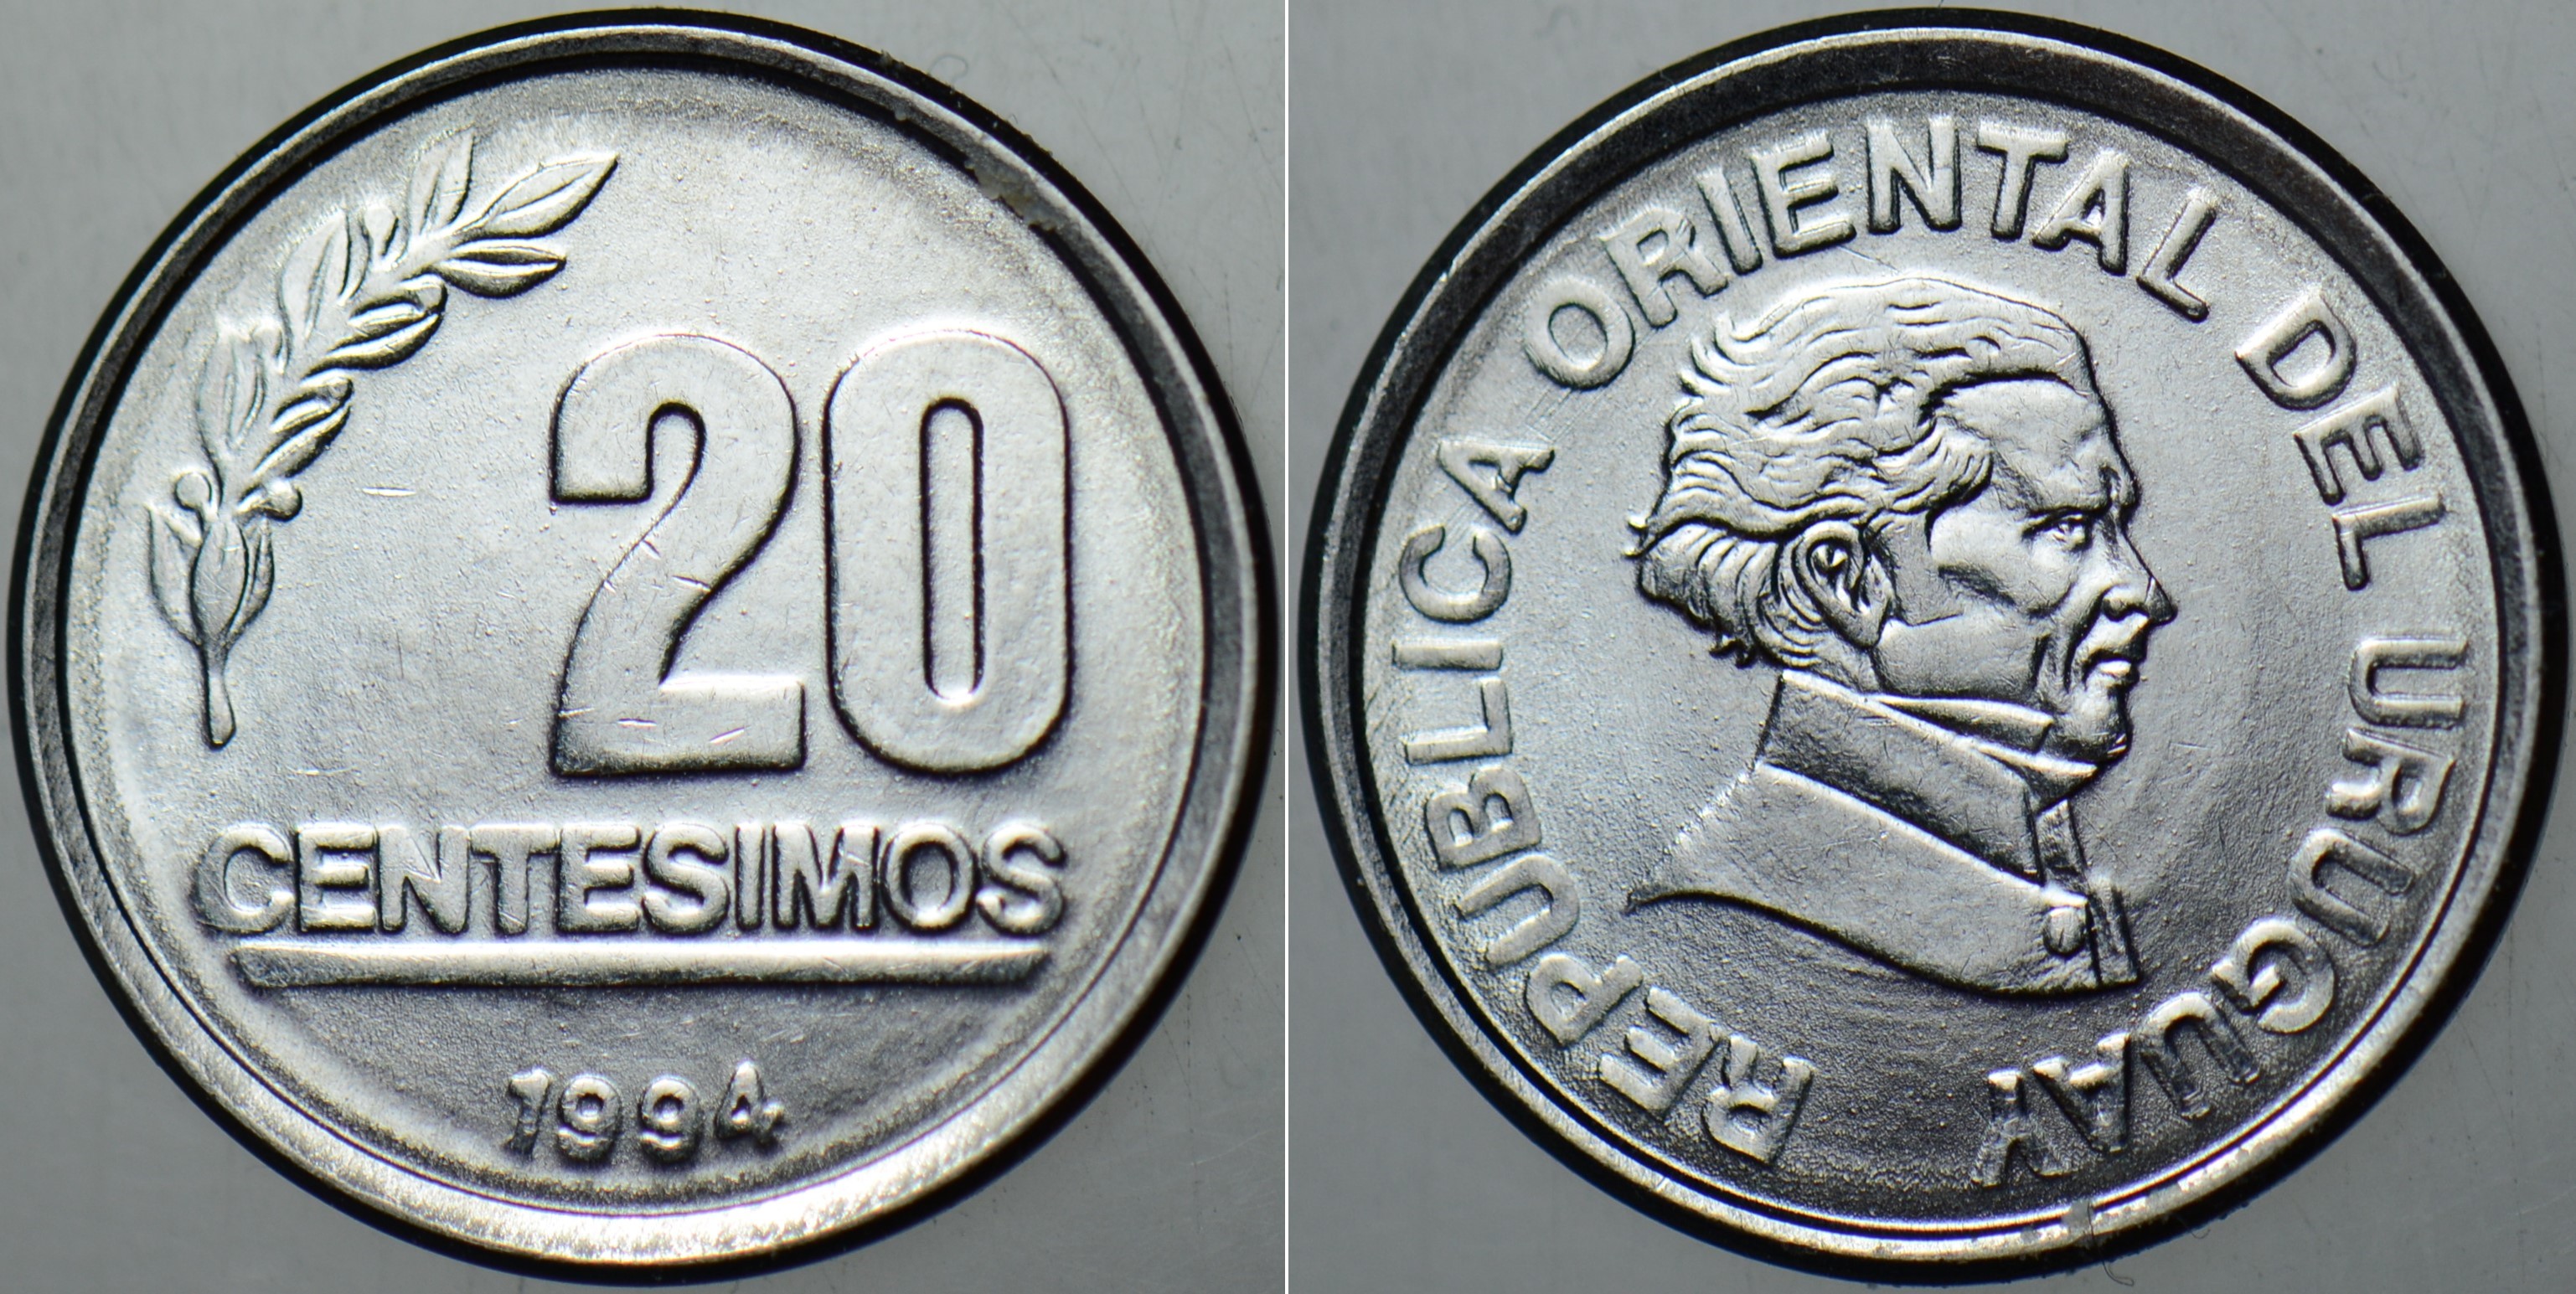 20
CENTESIMOS
1994
REPUBLICA ORIENTAL DEL URUGUAY